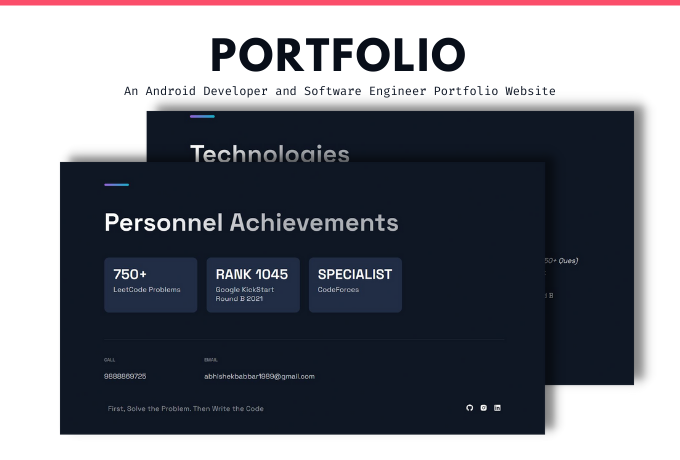 PORTFOLIO
An Android Developer and Software Engineer Portfolio Website
Technologies
Personnel Achievements
750+
LeetCode Problems
RANK 1045
Google KickStart
Round B 2021
SPECIALIST
CodeForces
50+ Ques)
d B
CALL
EMAIL
9888869725
abhishekbabbar1989@gmail.com
First, Solve the Problem. Then Write the Code